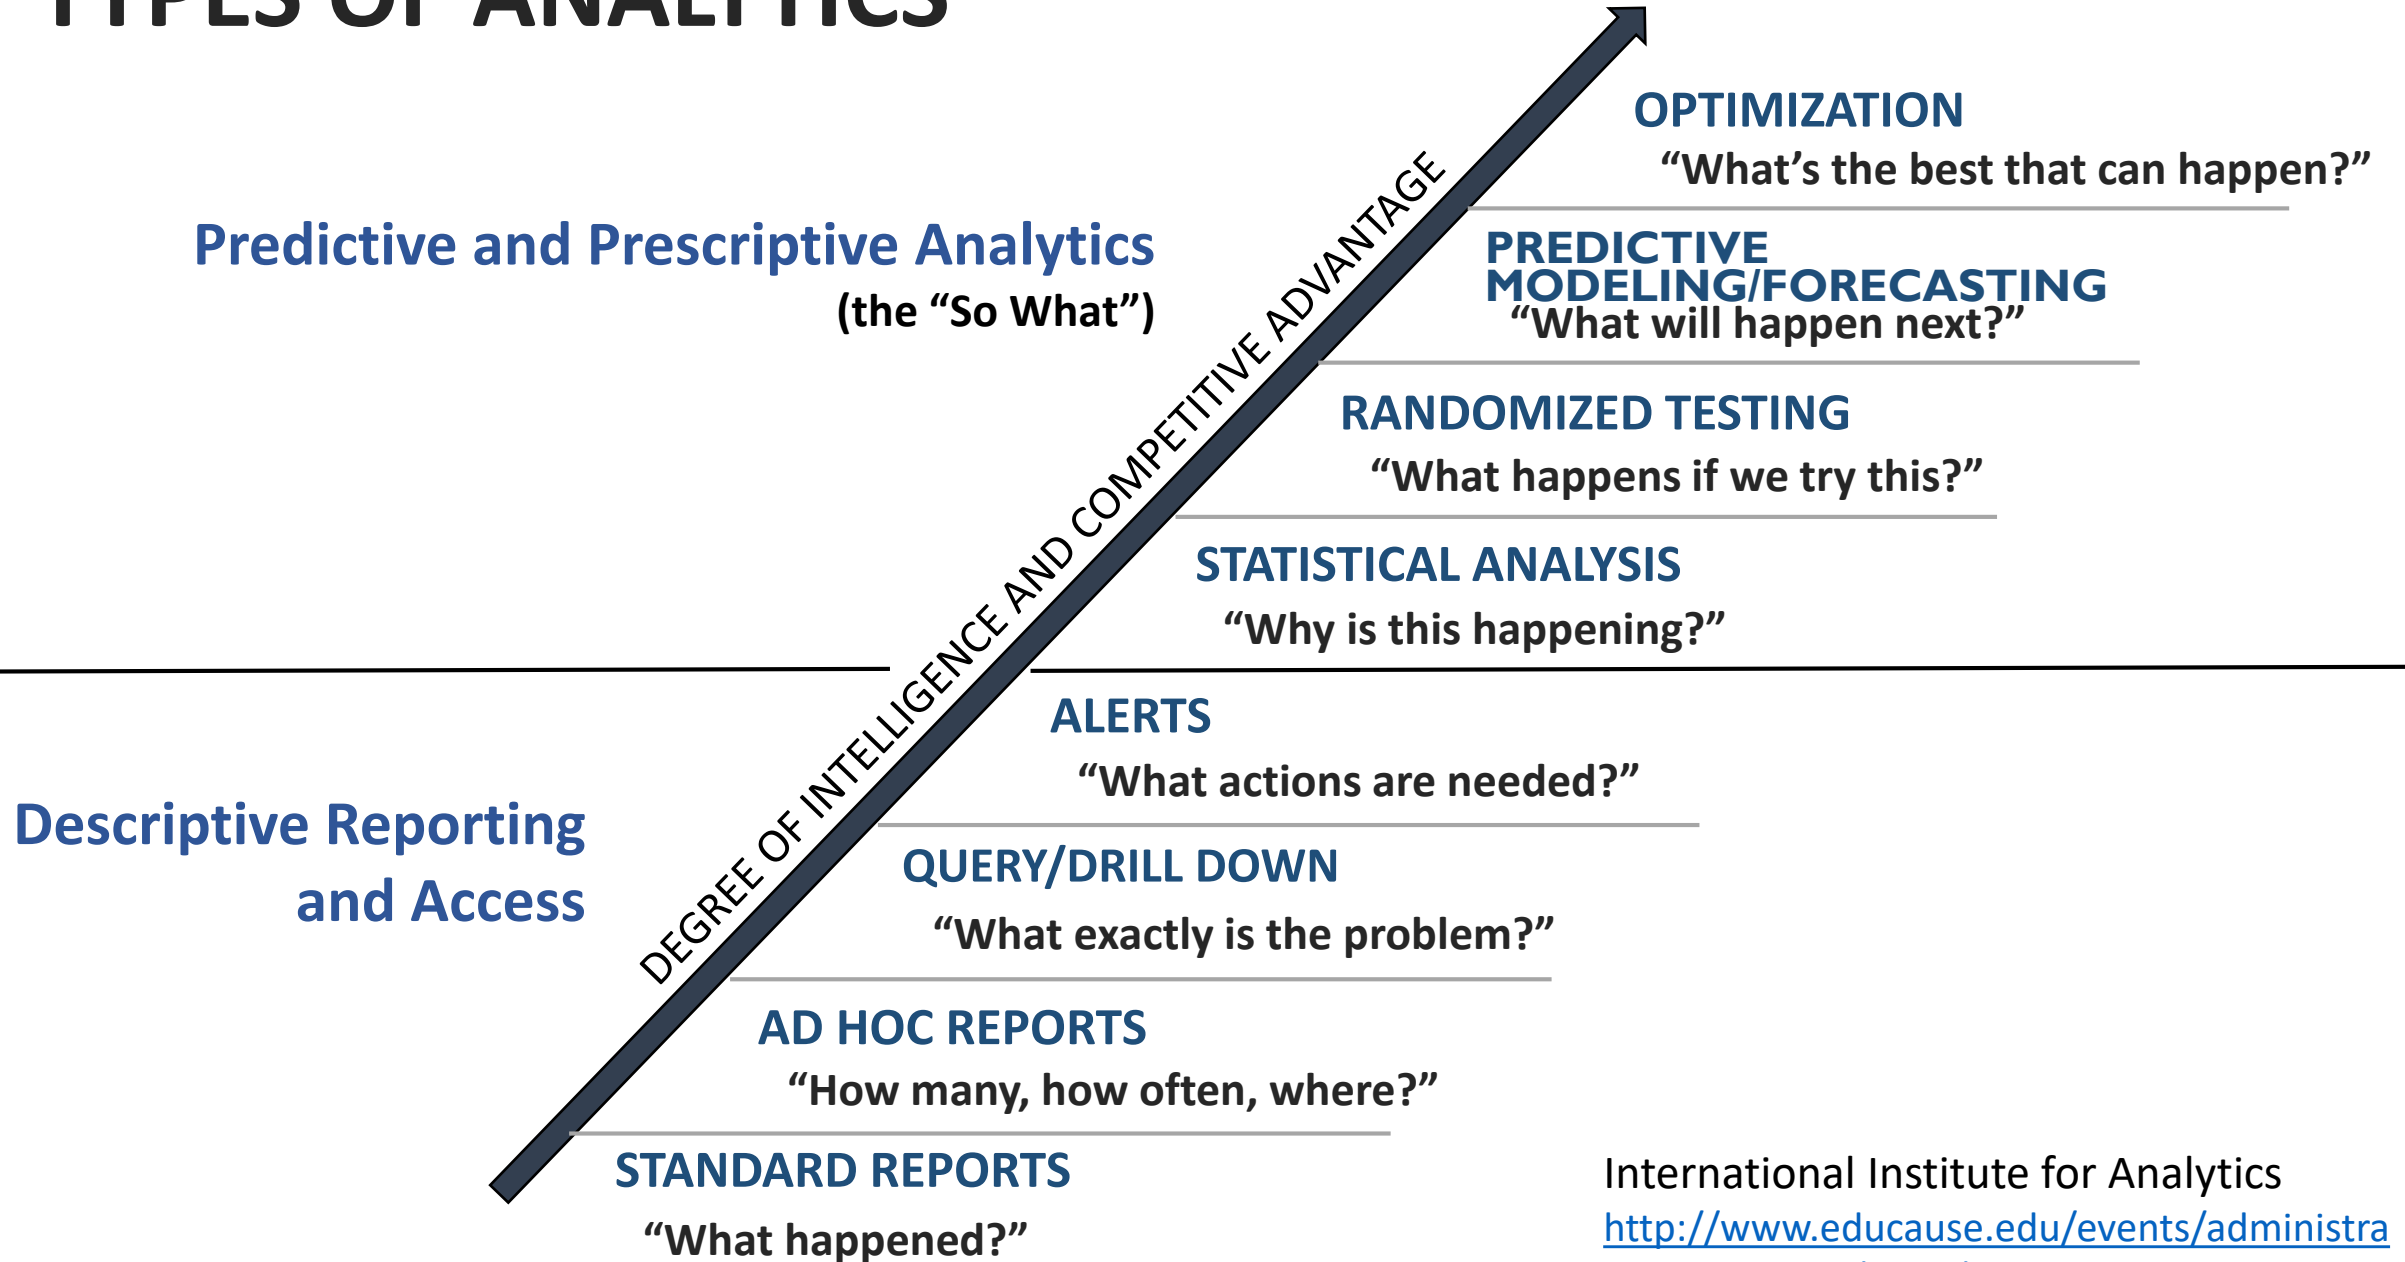 TYPES OF ANALYTICS
OPTIMIZATION
“What’s the best that can happen?”
Predictive and Prescriptive Analytics
(the “So What”)
PREDICTIVE
MODELING/FORECASTING
“What will happen next?”
RANDOMIZED TESTING
“What happens if we try this?”
STATISTICAL ANALYSIS
“Why is this happening?”
DEGREE OF INTELLIGENCE AND COMPETITIVE ADVANTAGE
ALERTS
“What actions are needed?”
Descriptive Reporting
and Access
QUERY/DRILL DOWN
“What exactly is the problem?”
AD HOC REPORTS
“How many, how often, where?”
STANDARD REPORTS
“What happened?”
International Institute for Analytics
http://www.educause.edu/events/administra